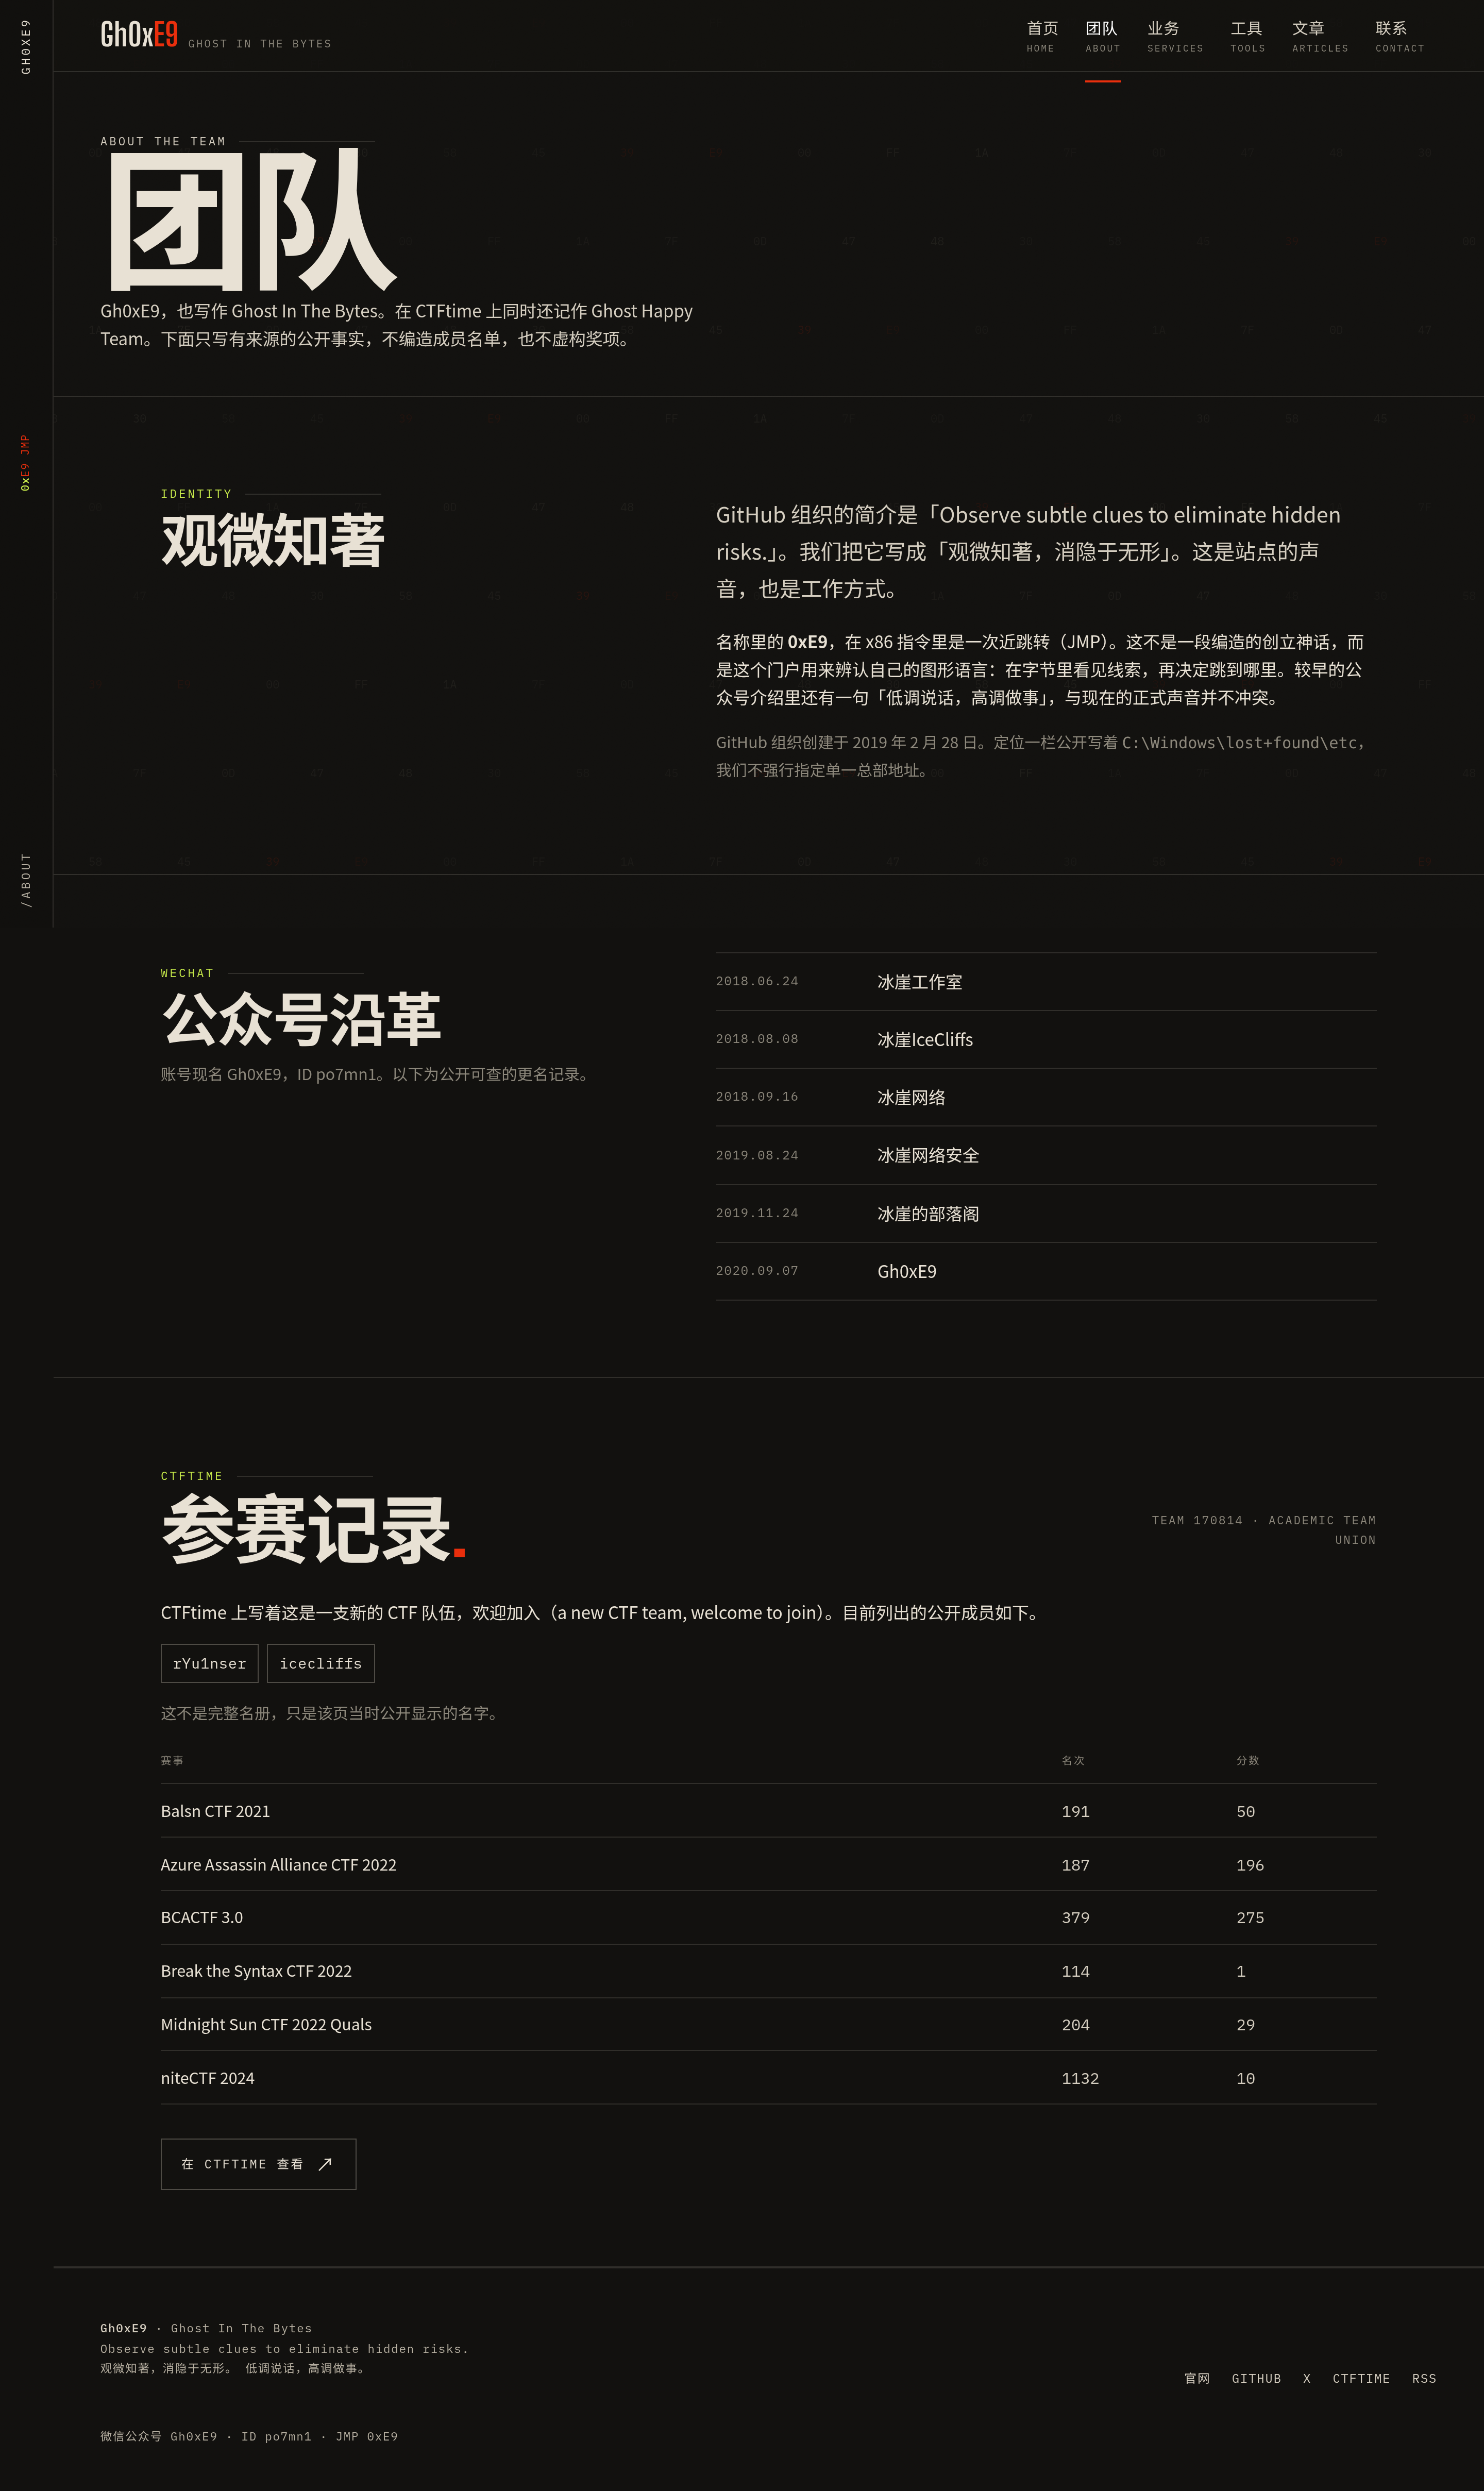 GH0XE9
0xE9 JMP
/ABOUT
Gh0xE9 GHOST IN THE BYTES
首页 团队 业务 工具 文章 联系
HOME ABOUT SERVICES TOOLS ARTICLES CONTACT
ABOUT THE TEAM
团队
Gh0xE9，也写作 Ghost In The Bytes。在 CTFtime 上同时还记作 Ghost Happy
Team。下面只写有来源的公开事实，不编造成员名单，也不虚构奖项。
IDENTITY
观微知著
GitHub 组织的简介是「Observe subtle clues to eliminate hidden
risks.」。我们把它写成「观微知著，消隐于无形」。这是站点的声
音，也是工作方式。
名称里的 0xE9，在 x86 指令里是一次近跳转（JMP）。这不是一段编造的创立神话，而
是这个门户用来辨认自己的图形语言：在字节里看见线索，再决定跳到哪里。较早的公
众号介绍里还有一句「低调说话，高调做事」，与现在的正式声音并不冲突。
GitHub 组织创建于 2019 年 2 月 28 日。定位一栏公开写着 C:\Windows\lost+found\etc，
我们不强行指定单一总部地址。
WECHAT
公众号沿革
账号现名 Gh0xE9，ID po7mn1。以下为公开可查的更名记录。
2018.06.24 冰崖工作室
2018.08.08 冰崖IceCliffs
2018.09.16 冰崖网络
2019.08.24 冰崖网络安全
2019.11.24 冰崖的部落阁
2020.09.07 Gh0xE9
CTFTIME
参赛记录.
TEAM 170814 · ACADEMIC TEAM
UNION
CTFtime 上写着这是一支新的 CTF 队伍，欢迎加入（a new CTF team, welcome to join）。目前列出的公开成员如下。
rYu1nser icecliffs
这不是完整名册，只是该页当时公开显示的名字。
赛事 名次 分数
Balsn CTF 2021 191 50
Azure Assassin Alliance CTF 2022 187 196
BCACTF 3.0 379 275
Break the Syntax CTF 2022 114 1
Midnight Sun CTF 2022 Quals 204 29
niteCTF 2024 1132 10
在 CTFTIME 查看 ↗
Gh0xE9 · Ghost In The Bytes
Observe subtle clues to eliminate hidden risks.
观微知著，消隐于无形。 低调说话，高调做事。
官网 GITHUB X CTFTIME RSS
微信公众号 Gh0xE9 · ID po7mn1 · JMP 0xE9